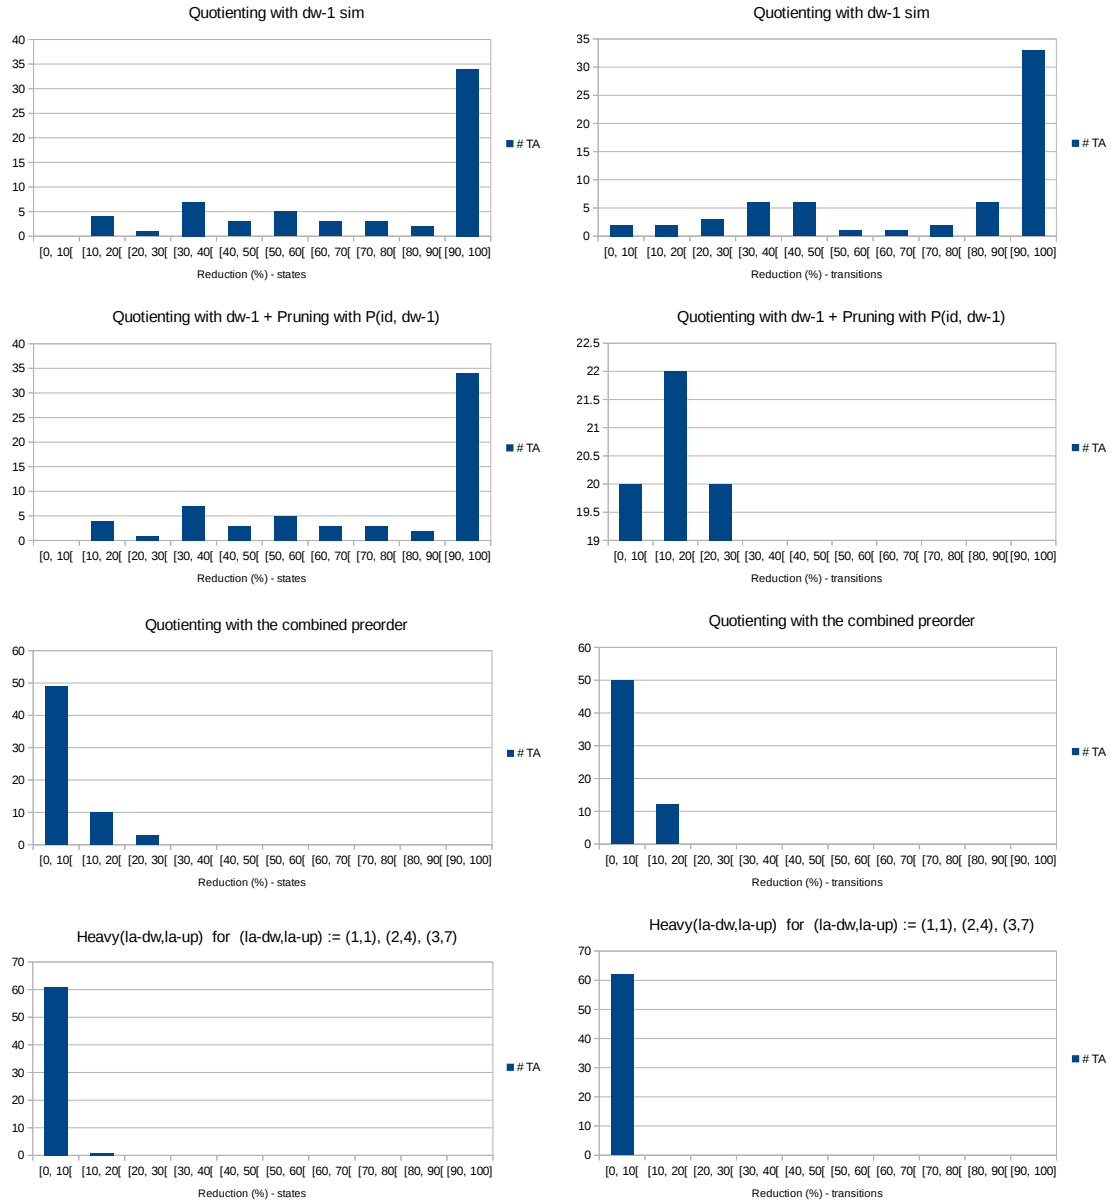 Quotienting with dw-1 sim
40
35
30
25
20
15
10
5
0
[0, 10[ [10, 20[ [20, 30[ [30, 40[ [40, 50[ [50, 60[ [60, 70[ [70, 80[ [80, 90[ [90, 100]
Reduction (%) - states
# TA
Quotienting with dw-1 sim
35
30
25
20
15
10
5
0
[0, 10[ [10, 20[ [20, 30[ [30, 40[ [40, 50[ [50, 60[ [60, 70[ [70, 80[ [80, 90[ [90, 100]
Reduction (%) - transitions
# TA
Quotienting with dw-1 + Pruning with P(id, dw-1)
40
35
30
25
20
15
10
5
0
[0, 10[ [10, 20[ [20, 30[ [30, 40[ [40, 50[ [50, 60[ [60, 70[ [70, 80[ [80, 90[ [90, 100]
Reduction (%) - states
# TA
Quotienting with dw-1 + Pruning with P(id, dw-1)
22.5
22
21.5
21
20.5
20
19.5
19
[0, 10[ [10, 20[ [20, 30[ [30, 40[ [40, 50[ [50, 60[ [60, 70[ [70, 80[ [80, 90[ [90, 100]
Reduction (%) - transitions
# TA
Quotienting with the combined preorder
60
50
40
30
20
10
0
[0, 10[ [10, 20[ [20, 30[ [30, 40[ [40, 50[ [50, 60[ [60, 70[ [70, 80[ [80, 90[ [90, 100]
Reduction (%) - states
# TA
Quotienting with the combined preorder
60
50
40
30
20
10
0
[0, 10[ [10, 20[ [20, 30[ [30, 40[ [40, 50[ [50, 60[ [60, 70[ [70, 80[ [80, 90[ [90, 100]
Reduction (%) - transitions
# TA
Heavy(la-dw,la-up) for (la-dw,la-up) := (1,1), (2,4), (3,7)
70
60
50
40
30
20
10
0
[0, 10[ [10, 20[ [20, 30[ [30, 40[ [40, 50[ [50, 60[ [60, 70[ [70, 80[ [80, 90[ [90, 100]
Reduction (%) - states
# TA
Heavy(la-dw,la-up) for (la-dw,la-up) := (1,1), (2,4), (3,7)
70
60
50
40
30
20
10
0
[0, 10[ [10, 20[ [20, 30[ [30, 40[ [40, 50[ [50, 60[ [60, 70[ [70, 80[ [80, 90[ [90, 100]
Reduction (%) - transitions
# TA